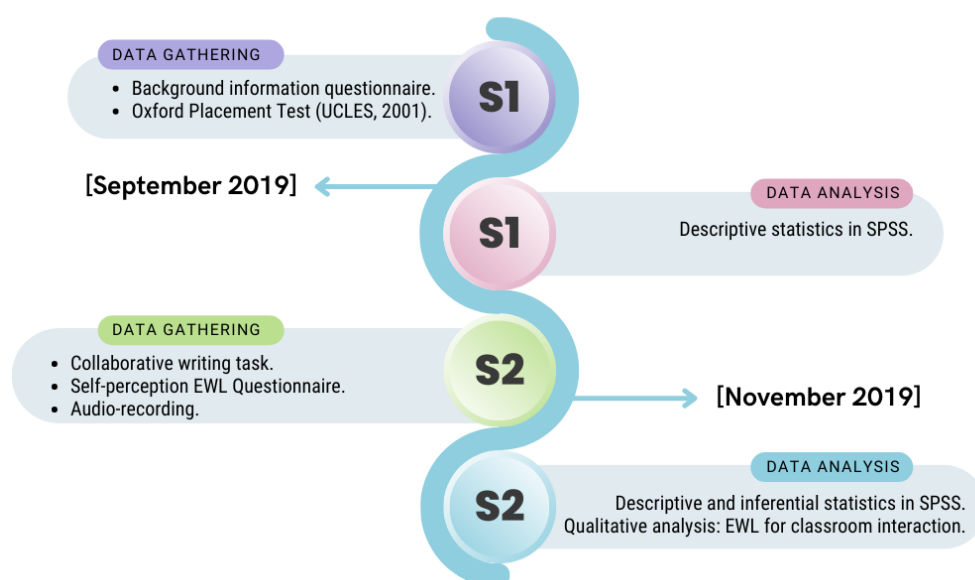 DATA GATHERING
• Background information questionnaire.
• Oxford Placement Test (UCLES, 2001).
S1
[September 2019]
S1
DATA ANALYSIS
Descriptive statistics in SPSS.
DATA GATHERING
• Collaborative writing task.
• Self-perception EWL Questionnaire.
• Audio-recording.
S2
[November 2019]
S2
DATA ANALYSIS
Descriptive and inferential statistics in SPSS.
Qualitative analysis: EWL for classroom interaction.